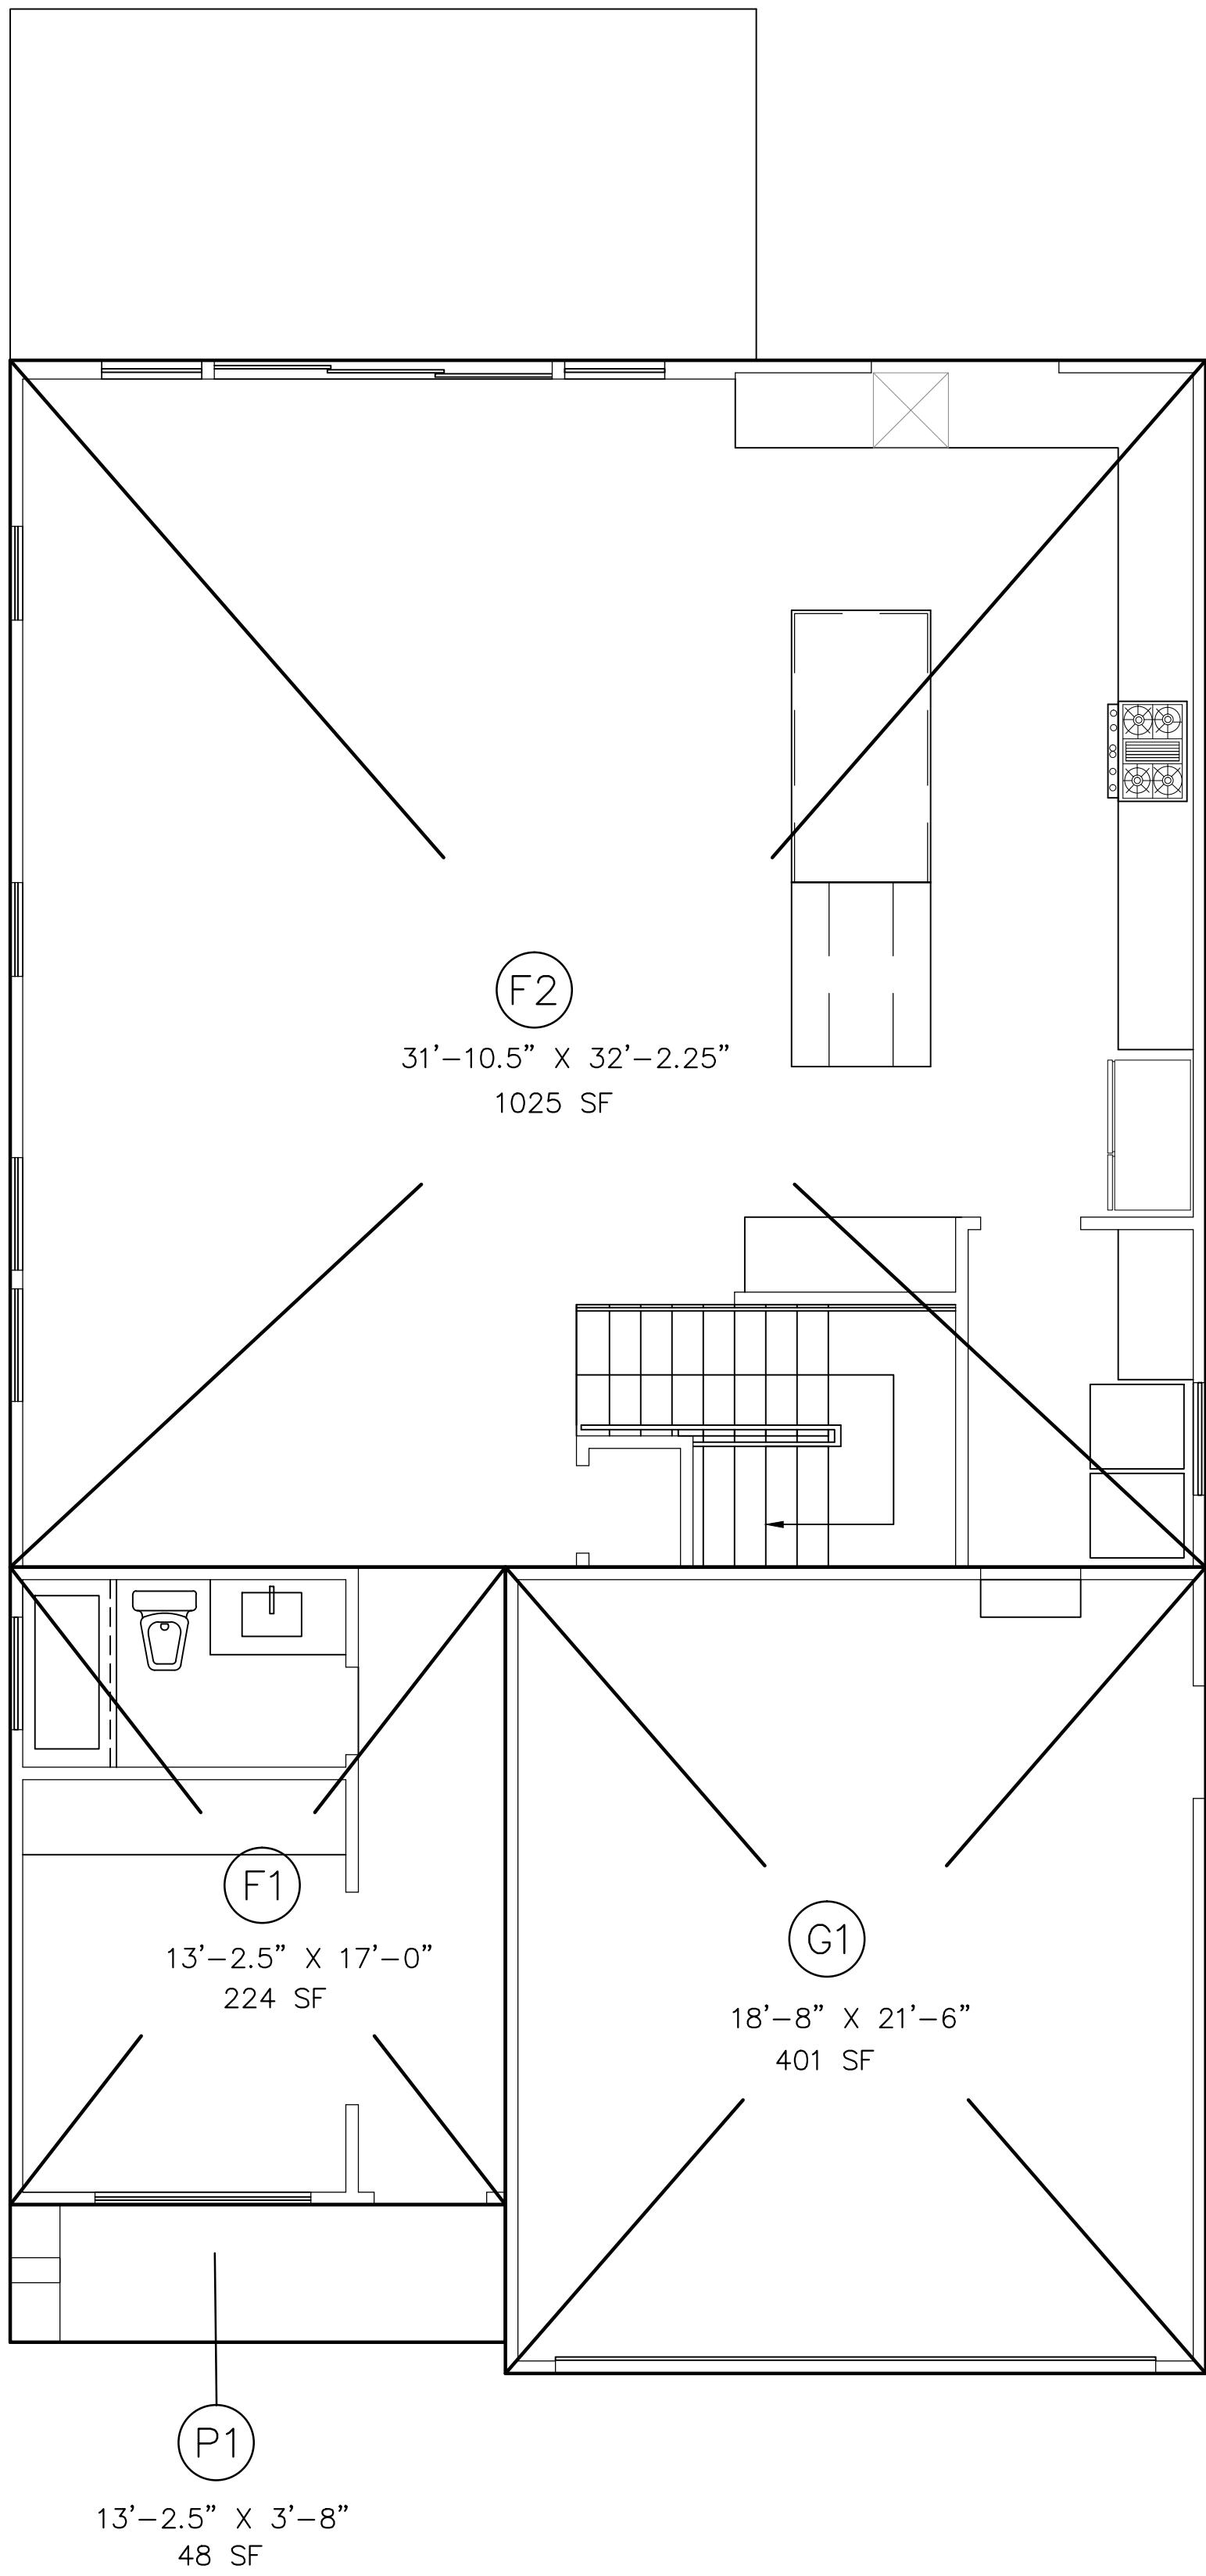 F2
31'-10.5" X 32'-2.25"
1025 SF
F1
13'-2.5" X 17'-0"
224 SF
G1
18'-8" X 21'-6"
401 SF
P1
13'-2.5" X 3'-8"
48 SF